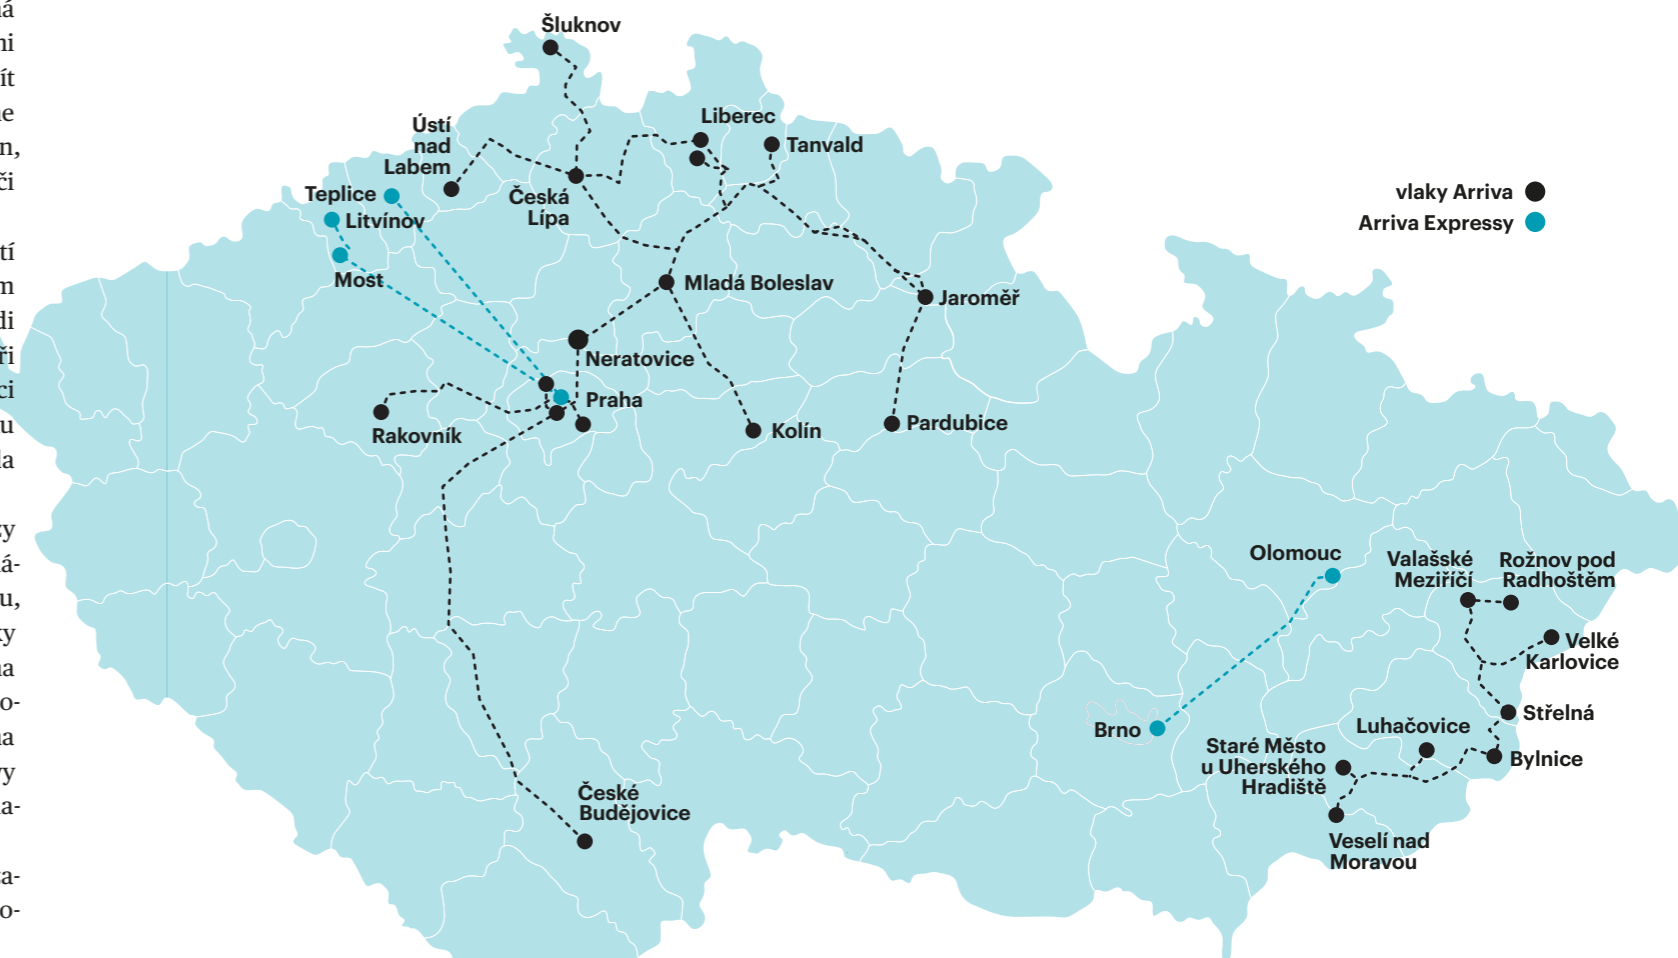 Šluknov
Liberec
Tanvald
Ústí
nad
Labem
Česká
Lípa
Teplice
Litvínov
Most
Mladá Boleslav
Jaroměř
Neratovice
Praha
Rakovník
Kolín
Pardubice
vlaky Arriva
Arriva Expressy
Olomouc
Valašské
Meziříčí
Rožnov pod
Radhoštěm
Velké
Karlovice
Střelná
Brno
Luhačovice
Staré Město
u Uherského
Hradiště
Bylnice
České
Budějovice
Veselí nad
Moravou